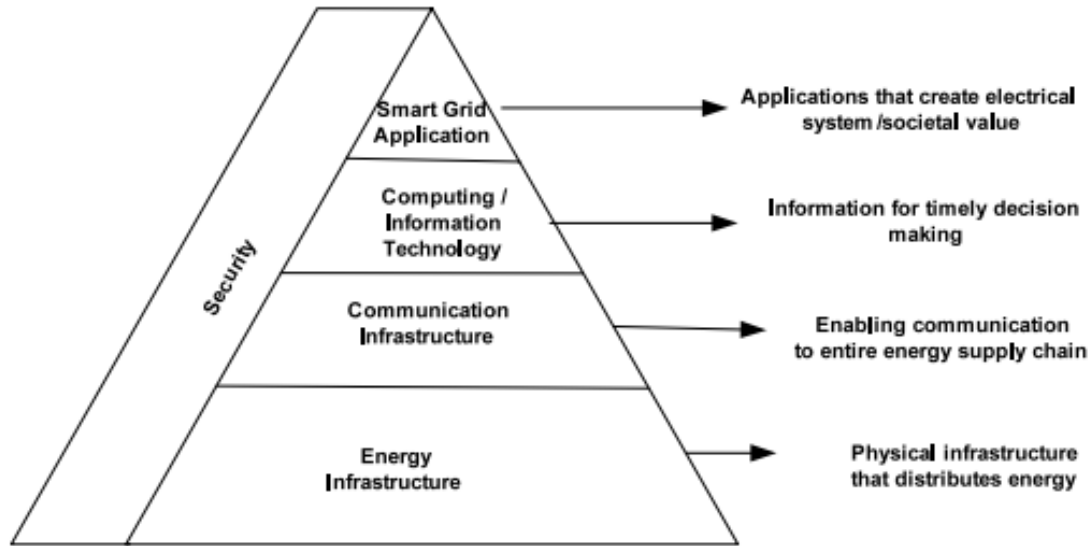 Smart Grid
Application
Applications that create electrical
system/societal value
Computing /
Information
Technology
Information for timely decision
making
Security
Communication
Infrastructure
Enabling communication
to entire energy supply chain
Energy
Infrastructure
Physical infrastructure
that distributes energy